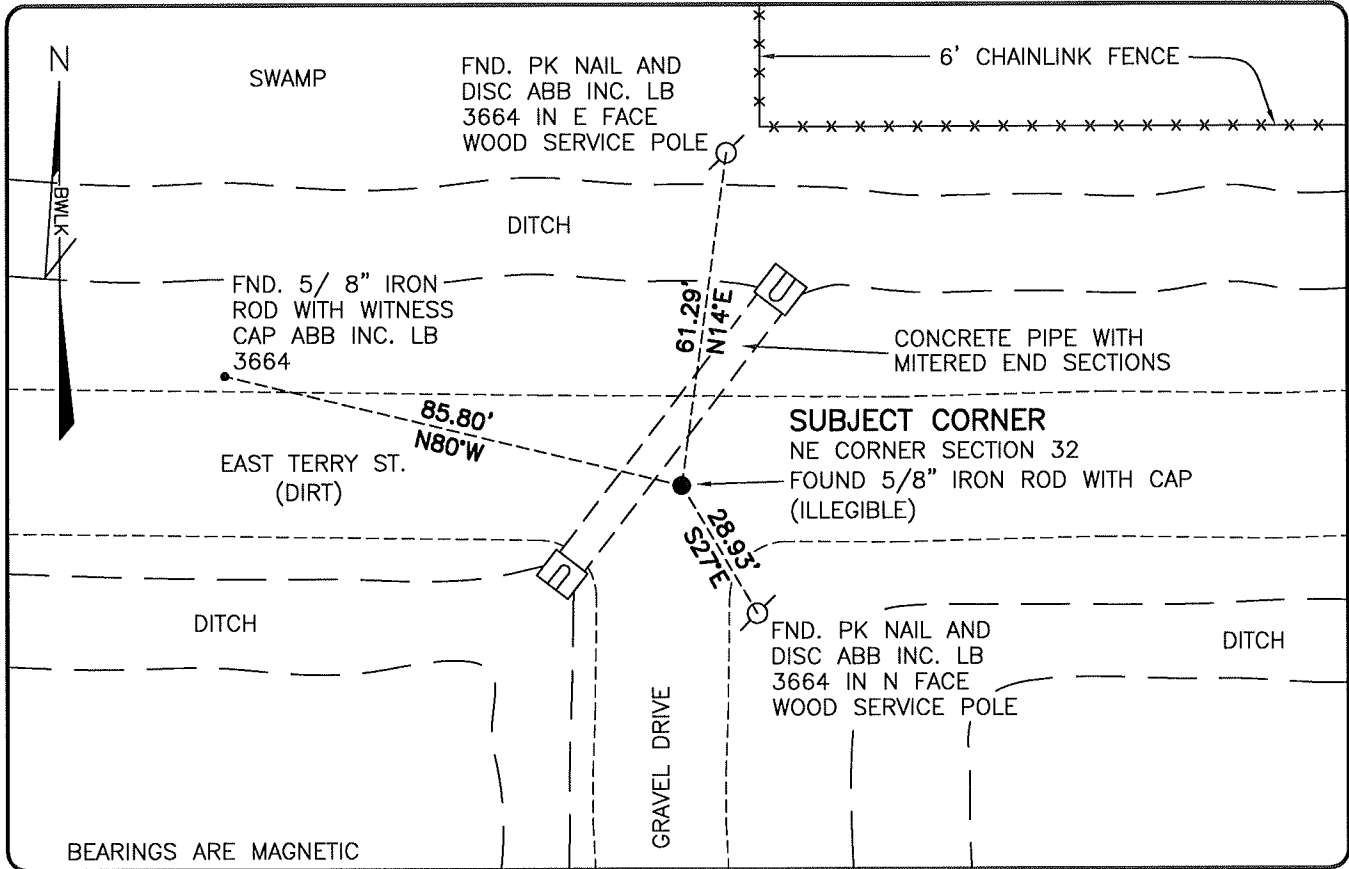 N
SWAMP
FND. PK NAIL AND
DISC ABB INC. LB
3664 IN E FACE
WOOD SERVICE POLE
6' CHAINLINK FENCE
BWLK
DITCH
FND. 5/ 8" IRON
ROD WITH WITNESS
CAP ABB INC. LB
3664
61.29'
N14°E
CONCRETE PIPE WITH
MITERED END SECTIONS
85.80'
N80°W
SUBJECT CORNER
NE CORNER SECTION 32
FOUND 5/8" IRON ROD WITH CAP
(ILLEGIBLE)
EAST TERRY ST.
(DIRT)
28.93'
S27°E
DITCH
FND. PK NAIL AND
DISC ABB INC. LB
3664 IN N FACE
WOOD SERVICE POLE
DITCH
GRAVEL DRIVE
BEARINGS ARE MAGNETIC